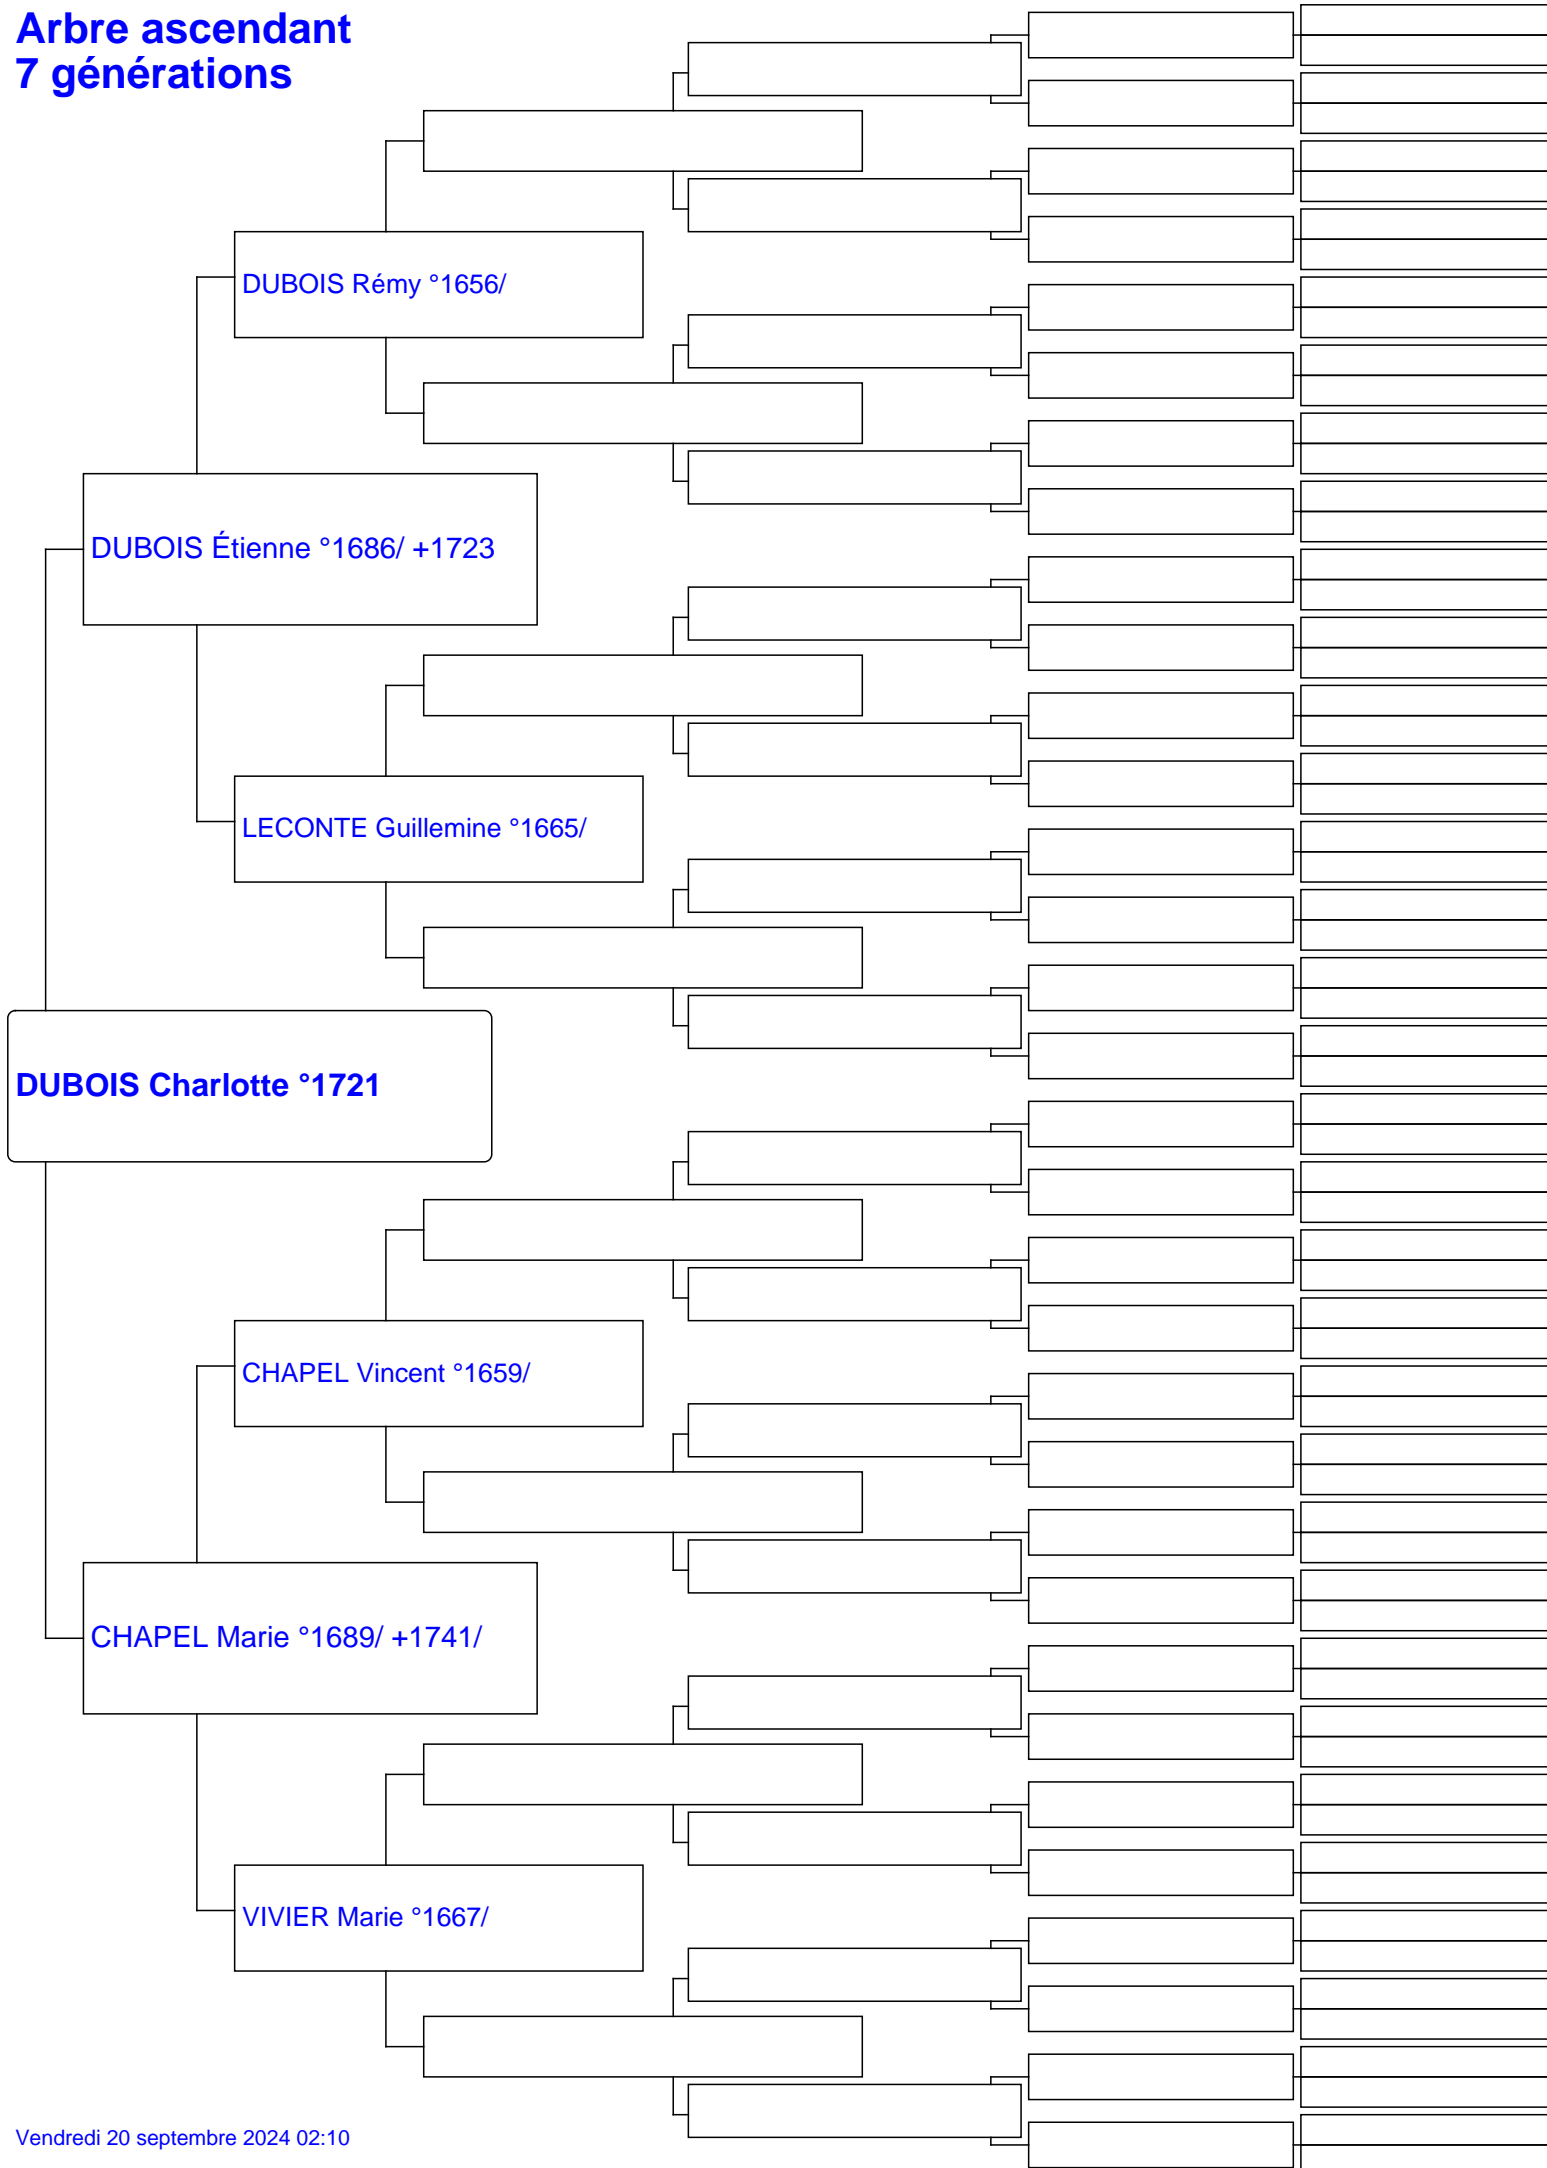 Arbre ascendant
7 générations
DUBOIS Rémy °1656/
DUBOIS Étienne °1686/ +1723
LECONTE Guillemine °1665/
DUBOIS Charlotte °1721
CHAPEL Vincent °1659/
CHAPEL Marie °1689/ +1741/
VIVIER Marie °1667/
Vendredi 20 septembre 2024 02:10